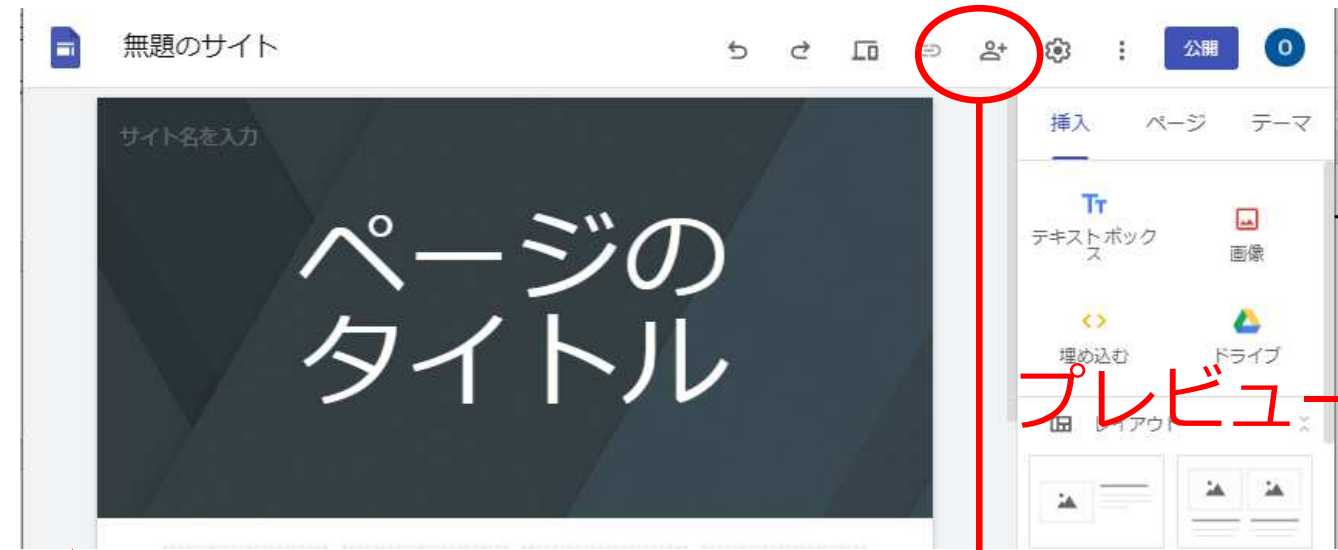 無題のサイト
公開
O
サイト名を入力
ページの
タイトル
挿入 ページ テーマ
テキスト ボック
ス
画像
埋め込む ドライブ
プレビュー
レイアウト